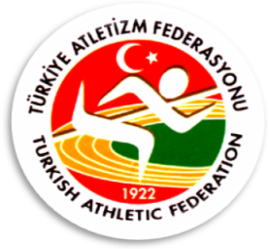 TÜRKİYE ATLETİZM FEDERASYONU
1922
TURKISH ATHLETIC FEDERATION